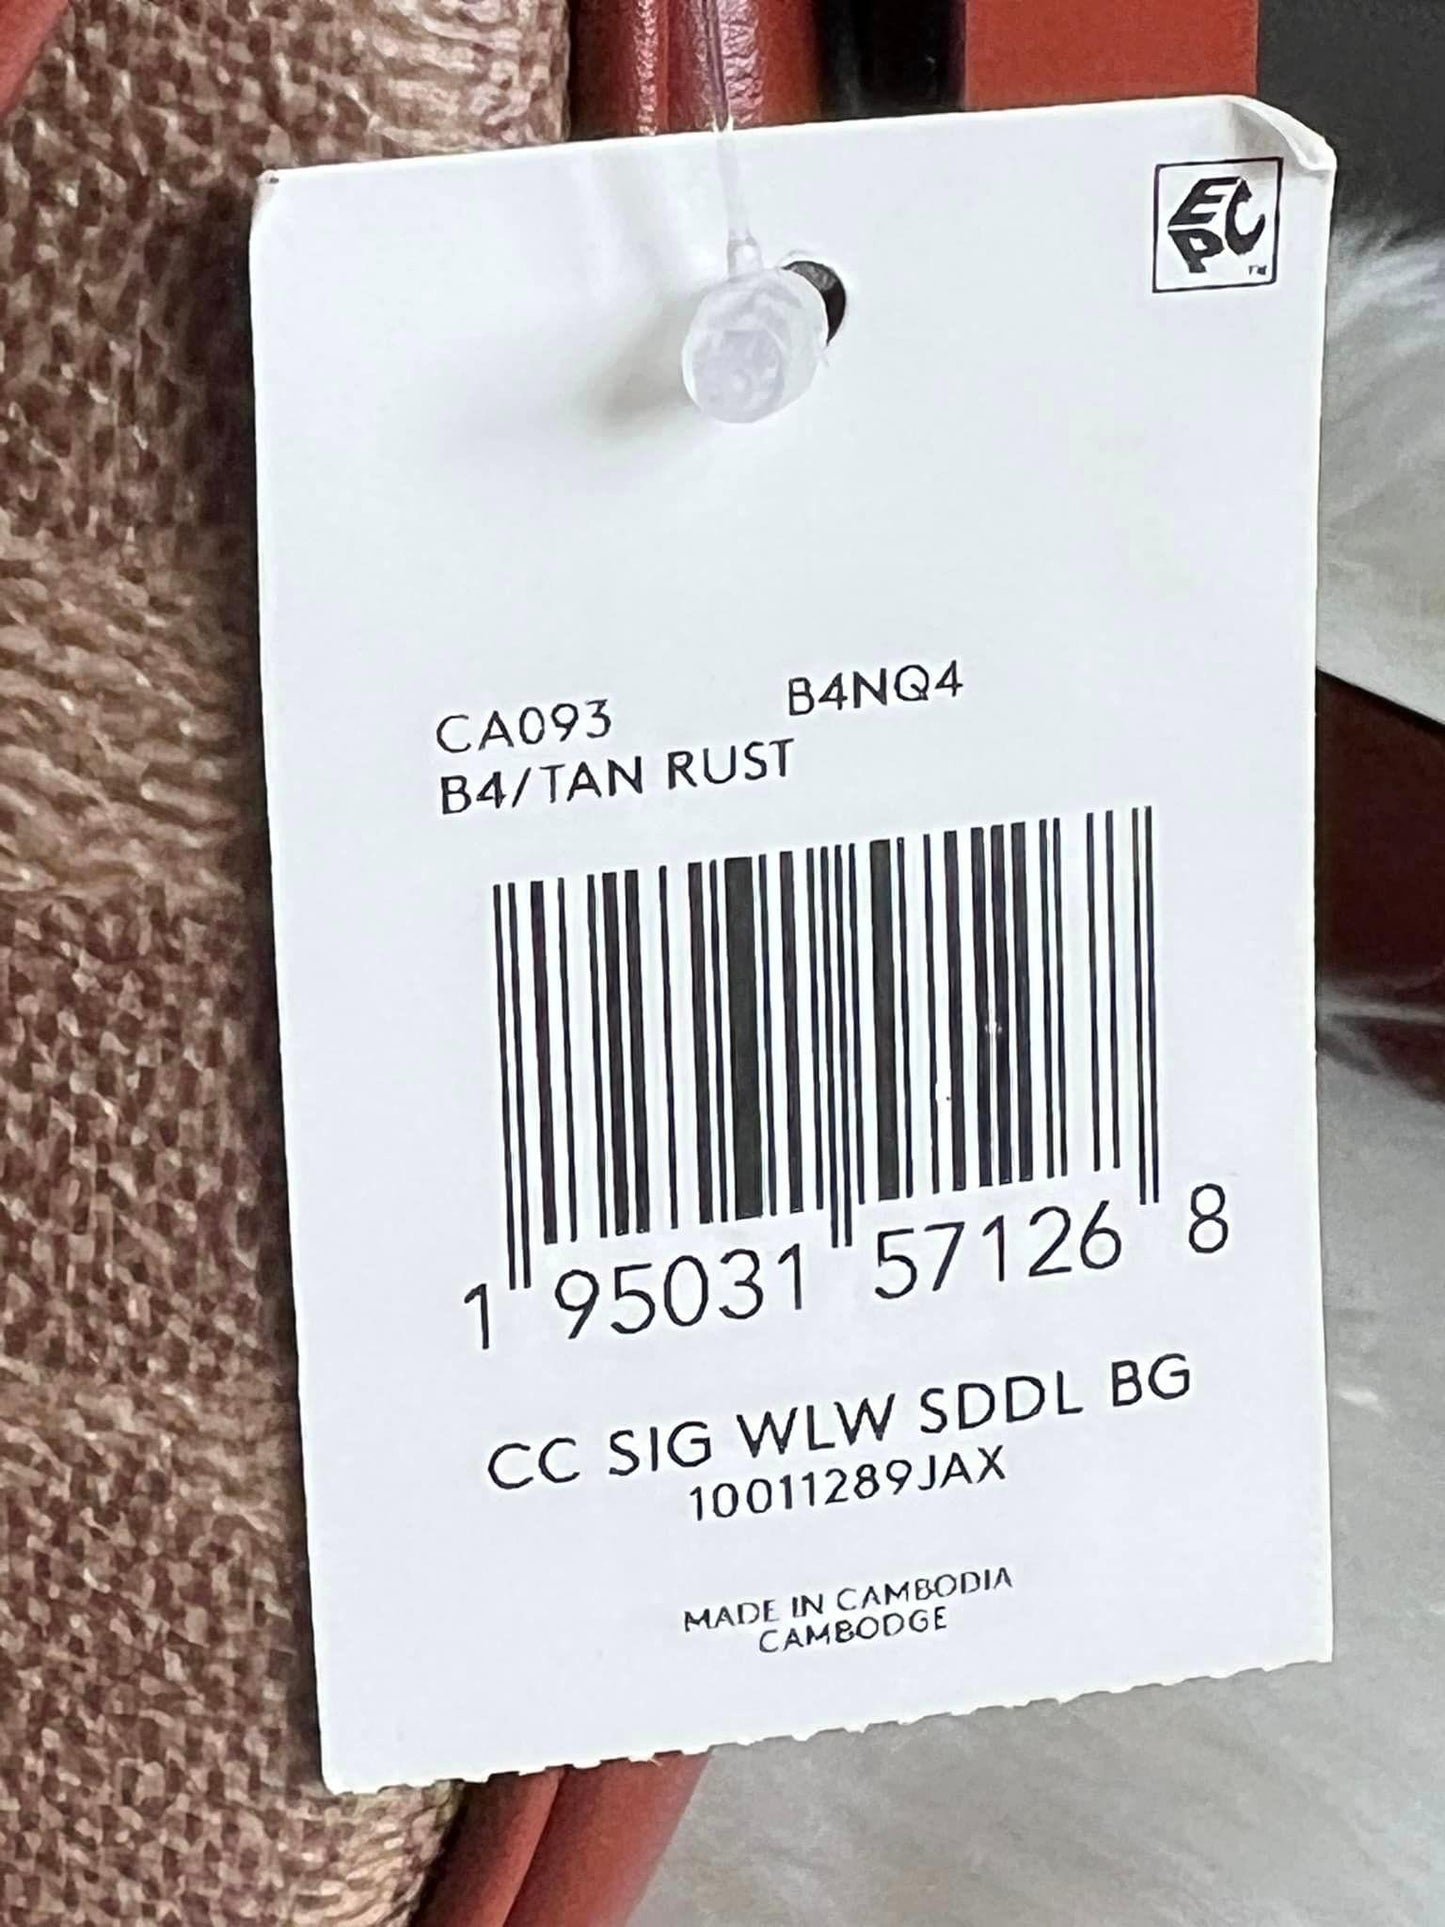 EPC™
CA093 B4NQ4
B4/TAN RUST
1 95031 57126 8
CC SIG WLW SDDL BG
10011289JAX
MADE IN CAMBODIA
CAMBODGE